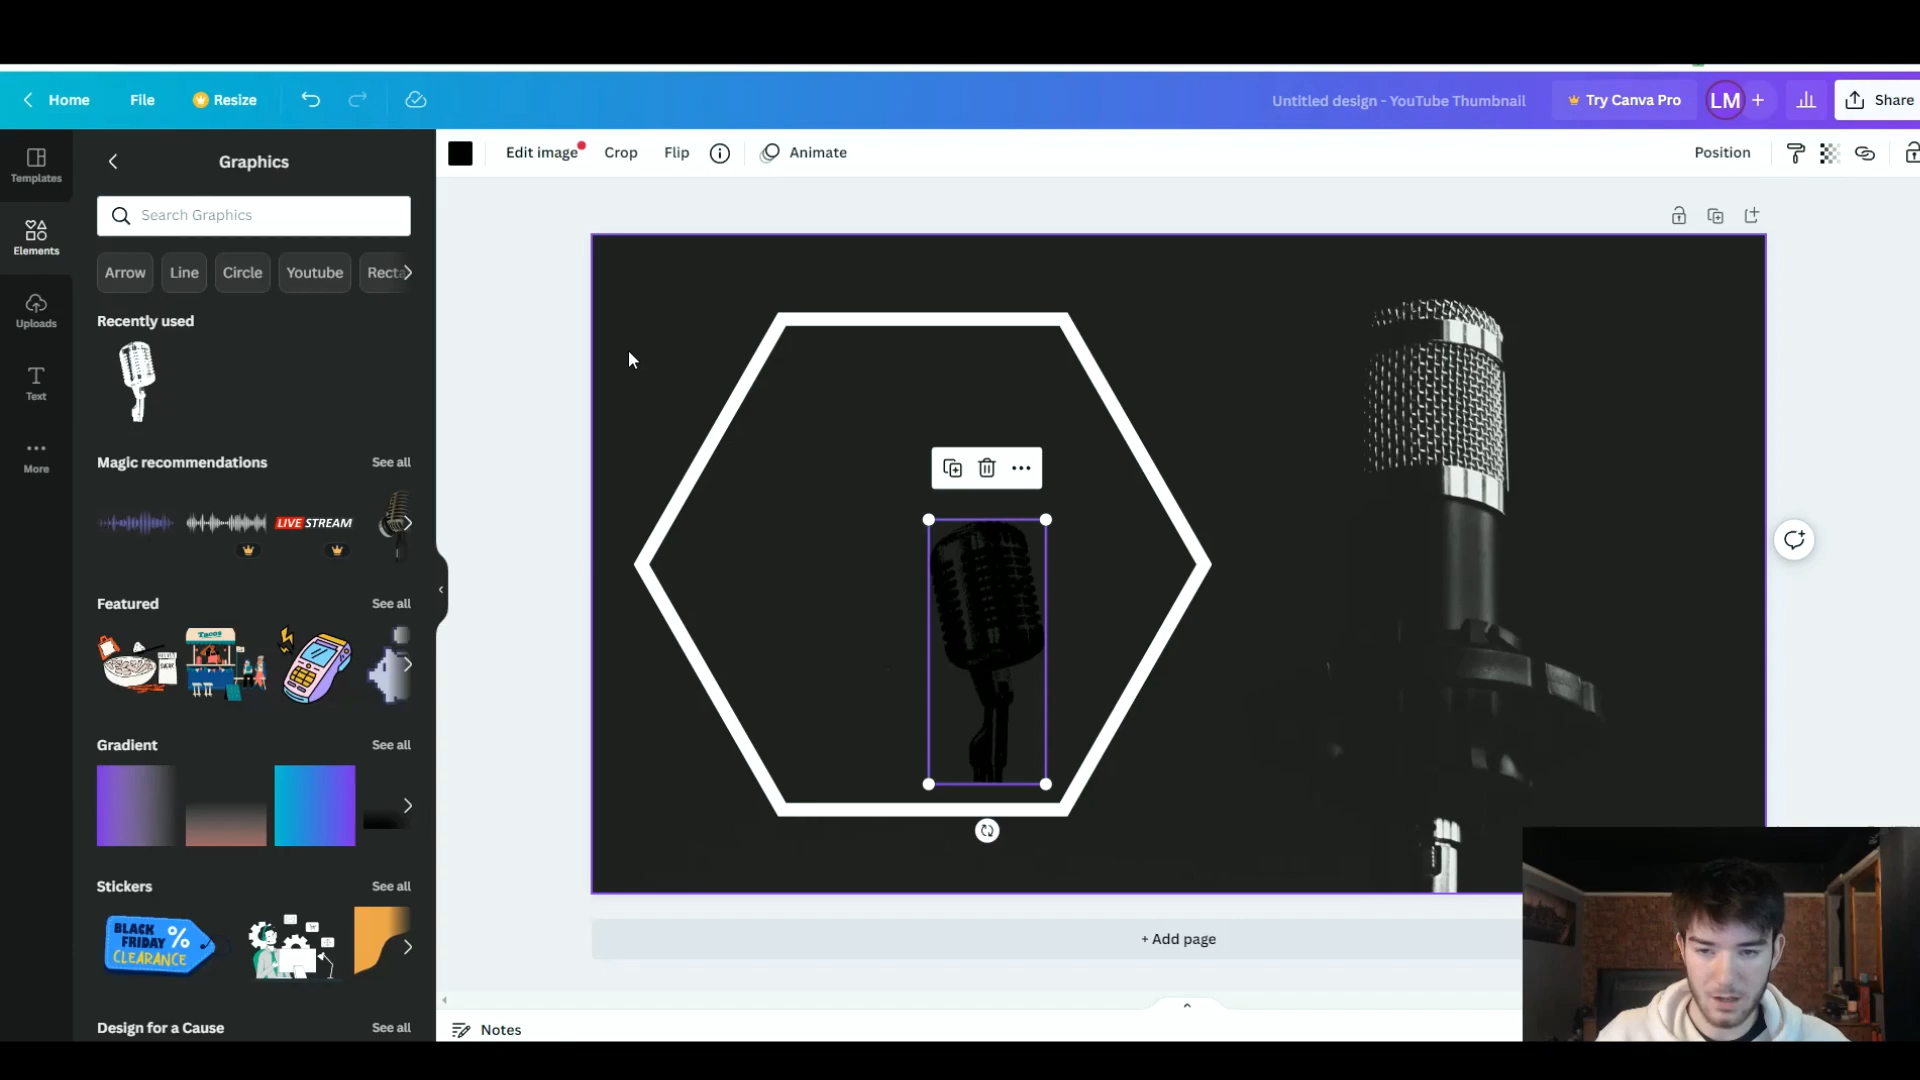 Home
File
Resize
Untitled design - YouTube Thumbnail
Try Canva Pro
LM
Share
Templates
Elements
Uploads
Text
More
Graphics
Search Graphics
Arrow
Line
Circle
Youtube
Recta
Recently used
Magic recommendations
See all
LIVE STREAM
Featured
See all
Tacos
Gradient
See all
Stickers
See all
BLACK
FRIDAY %
CLEARANCE
Design for a Cause
See all
Edit image
Crop
Flip
Animate
Position
+ Add page
Notes